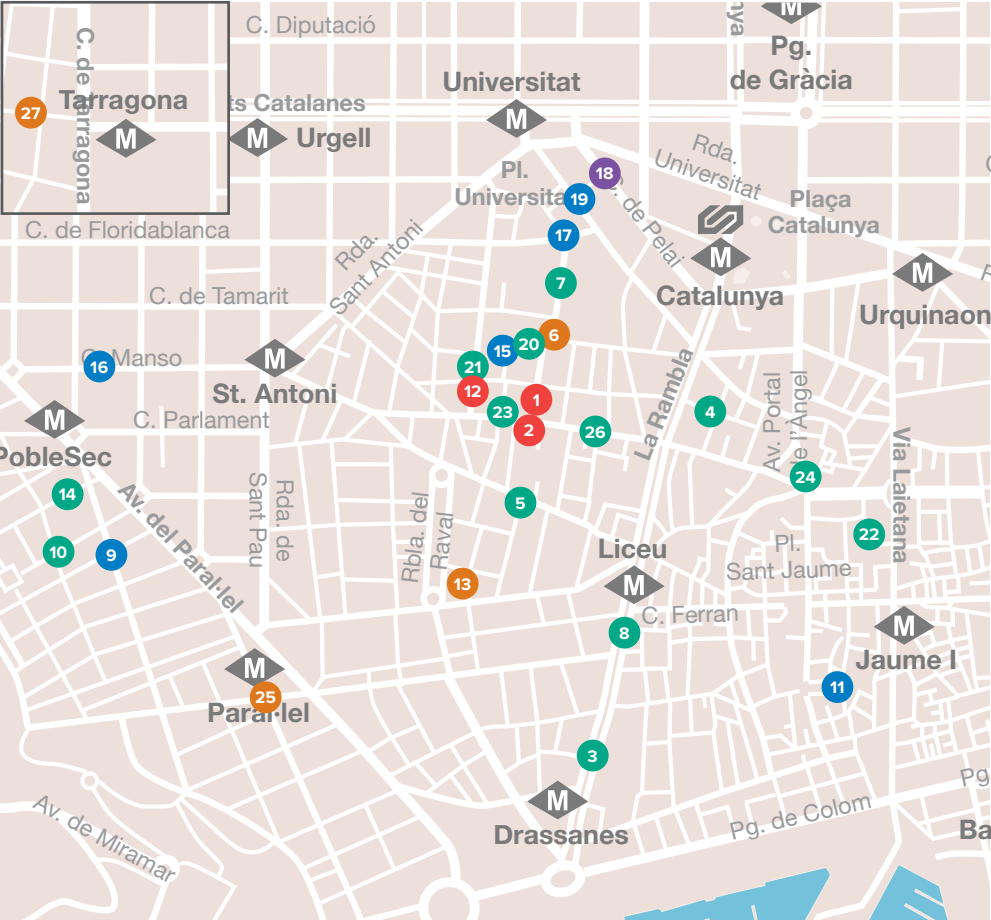 C. Diputació
Pg.
de Gràcia
M
nya
C. de Tarragona
Tarragona
27
M
ts Catalanes
M
Urgell
Universitat
M
Rda.
Universitat
Pl.
Universitat
18
19
C. de Pelai
Plaça
Catalunya
17
M
Catalunya
M
Urquinaon
C. de Floridablanca
Rda.
Sant Antoni
7
C. de Tamarit
6
20
15
21
C. Manso
16
M
St. Antoni
12
1
23
2
26
La Rambla
4
Av. Portal
de l'Àngel
24
C. Parlament
M
PobleSec
14
Av. del Paral·lel
Rda. de
Sant Pau
Rbla. del
Raval
5
Via Laietana
22
10
9
13
Liceu
M
Pl.
Sant Jaume
C. Ferran
8
M
Jaume I
11
M
25
Paral·lel
3
M
Drassanes
Pg. de Colom
Pg.
Ba
Av. de Miramar